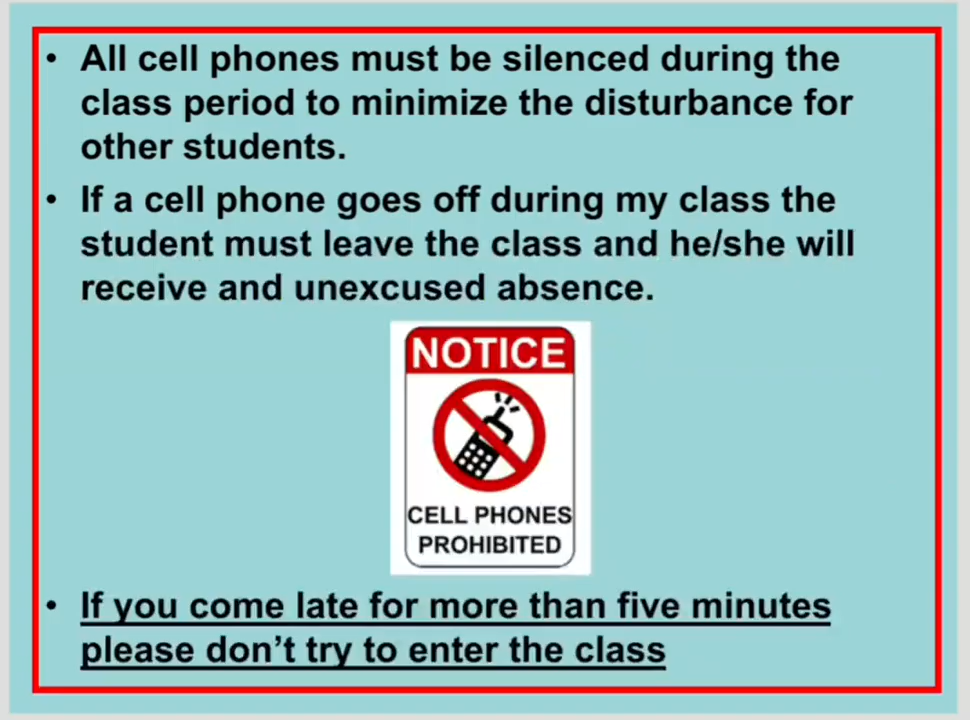 • All cell phones must be silenced during the
class period to minimize the disturbance for
other students.
• If a cell phone goes off during my class the
student must leave the class and he/she will
receive and unexcused absence.
NOTICE
CELL PHONES
PROHIBITED
• If you come late for more than five minutes
please don’t try to enter the class